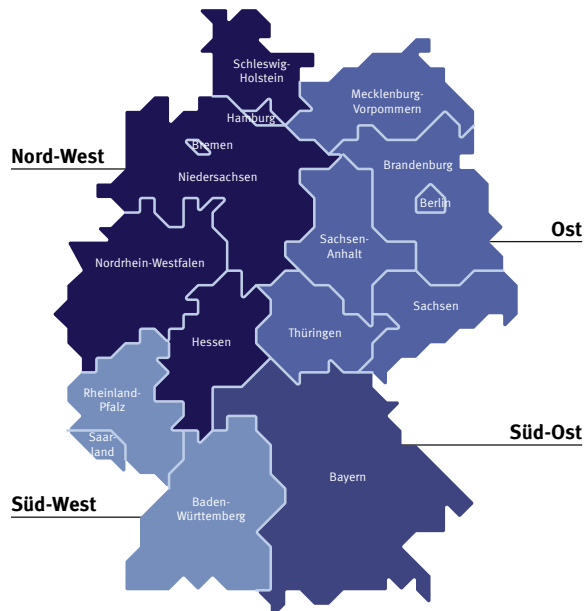 Schleswig-
Holstein
Mecklenburg-
Vorpommern
Hamburg
Bremen
Nord-West
Niedersachsen
Brandenburg
Berlin
Ost
Sachsen-
Anhalt
Nordrhein-Westfalen
Sachsen
Thüringen
Hessen
Rheinland-
Pfalz
Saar-
land
Süd-Ost
Bayern
Süd-West
Baden-
Württemberg